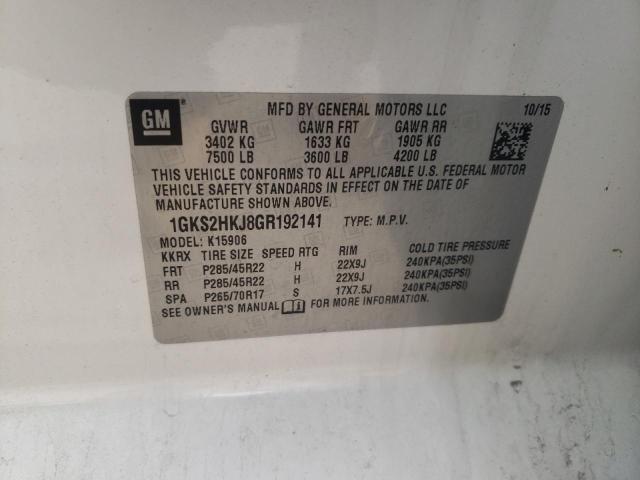 GM
MFD BY GENERAL MOTORS LLC 10/15
GVWR GAWR FRT GAWR RR
3402 KG 1633 KG 1905 KG
7500 LB 3600 LB 4200 LB
THIS VEHICLE CONFORMS TO ALL APPLICABLE U.S. FEDERAL MOTOR
VEHICLE SAFETY STANDARDS IN EFFECT ON THE DATE OF
MANUFACTURE SHOWN ABOVE.
1GKS2HKJ8GR192141 TYPE: M.P.V.
MODEL: K15906
KKRX TIRE SIZE SPEED RTG RIM COLD TIRE PRESSURE
FRT P285/45R22 H 22X9J 240KPA(35PSI)
RR P285/45R22 H 22X9J 240KPA(35PSI)
SPA P265/70R17 S 17X7.5J 240KPA(35PSI)
SEE OWNER'S MANUAL FOR MORE INFORMATION.